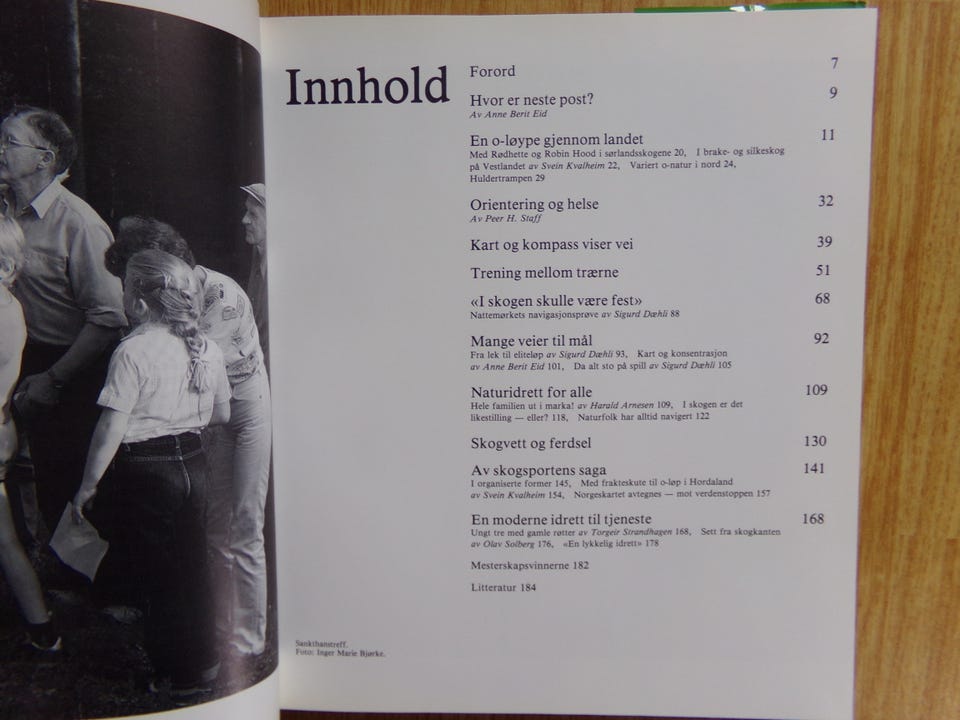 Innhold
Forord 7
Hvor er neste post? 9
Av Anne Berit Eid
En o-løype gjennom landet 11
Med Rødhette og Robin Hood i sørlandsskogene 20, I brake- og silkeskog
på Vestlandet av Svein Kvalheim 22, Variert o-natur i nord 24,
Huldertrampen 29
Orientering og helse 32
Av Peer H. Staff
Kart og kompass viser vei 39
Trening mellom trærne 51
«I skogen skulle være fest» 68
Nattemørkets navigasjonsprøve av Sigurd Dæhli 88
Mange veier til mål 92
Fra lek til eliteløp av Sigurd Dæhli 93, Kart og konsentrasjon
av Anne Berit Eid 101, Da alt sto på spill av Sigurd Dæhli 105
Naturidrett for alle 109
Hele familien ut i marka! av Harald Arnesen 109, I skogen er det
likestilling — eller? 118, Naturfolk har alltid navigert 122
Skogvett og ferdsel 130
Av skogsportens saga 141
I organiserte former 145, Med frakteskute til o-løp i Hordaland
av Svein Kvalheim 154, Norgeskartet avtegnes — mot verdenstoppen 157
En moderne idrett til tjeneste 168
Ungt tre med gamle røtter av Torgeir Strandhagen 168, Sett fra skogkanten
av Olav Solberg 176, «En lykkelig idrett» 178
Mesterskapsvinnerne 182
Litteratur 184
Sankthanstreff.
Foto: Inger Marie Bjørke.